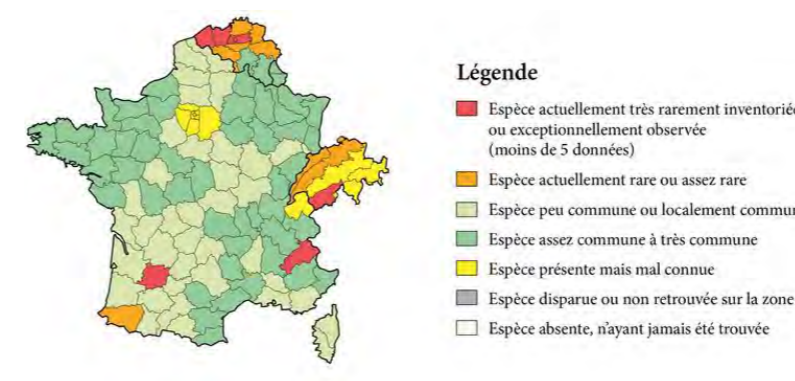 Légende
Espèce actuellement très rarement inventoriée
ou exceptionnellement observée
(moins de 5 données)
Espèce actuellement rare ou assez rare
Espèce peu commune ou localement commun
Espèce assez commune à très commune
Espèce présente mais mal connue
Espèce disparue ou non retrouvée sur la zone
Espèce absente, n'ayant jamais été trouvée